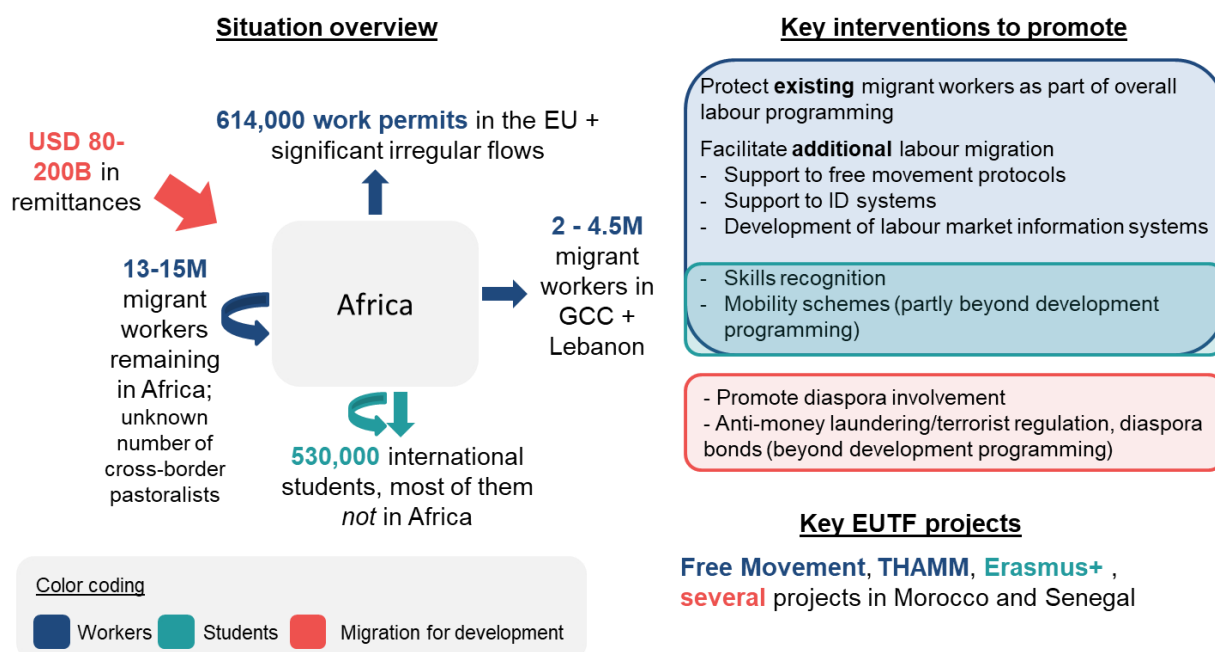 Situation overview
614,000 work permits in the EU +
significant irregular flows
USD 80-
200B in
remittances
13-15M
migrant
workers
remaining
in Africa;
unknown
number of
cross-border
pastoralists
Africa
2 - 4.5M
migrant
workers in
GCC +
Lebanon
530,000 international
students, most of them
not in Africa
Color coding
Workers
Students
Migration for development
Key interventions to promote
Protect existing migrant workers as part of overall
labour programming
Facilitate additional labour migration
- Support to free movement protocols
- Support to ID systems
- Development of labour market information systems
- Skills recognition
- Mobility schemes (partly beyond development
programming)
- Promote diaspora involvement
- Anti-money laundering/terrorist regulation, diaspora
bonds (beyond development programming)
Key EUTF projects
Free Movement, THAMM, Erasmus+ ,
several projects in Morocco and Senegal